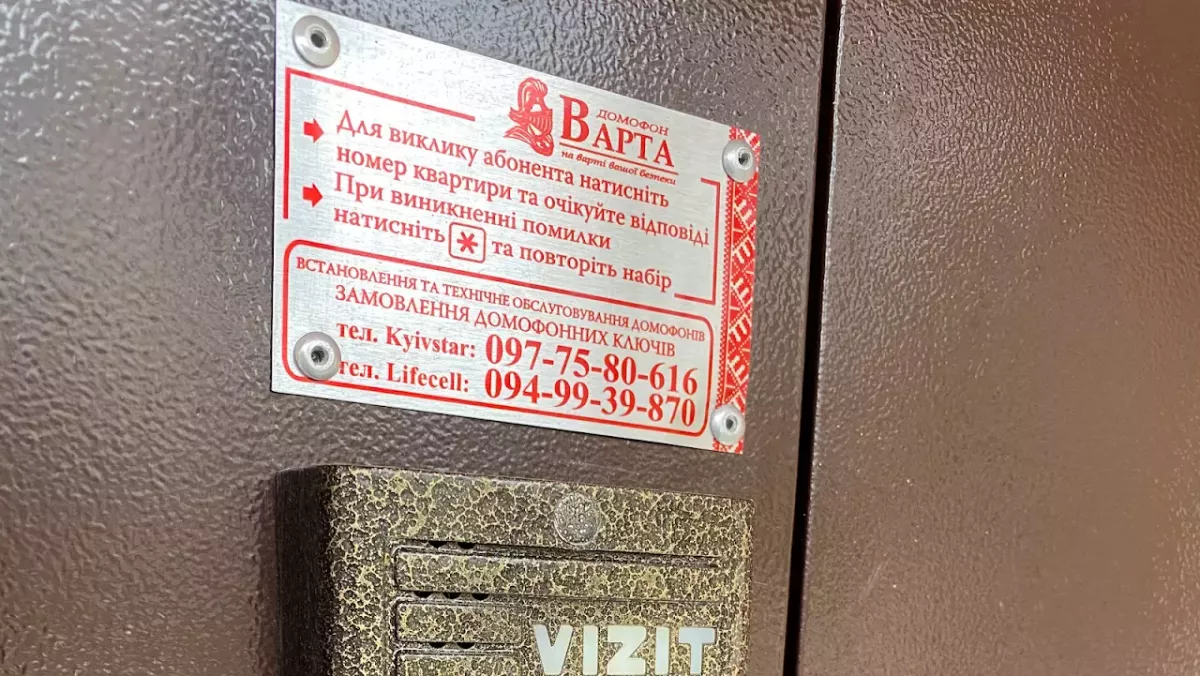 ДОМОФОН
ВАРТА
на варті вашої безпеки
Для виклику абонента натисніть
номер квартири та очікуйте відповіді
При виникненні помилки
натисніть * та повторіть набір
ВСТАНОВЛЕННЯ ТА ТЕХНІЧНЕ ОБСЛУГОВУВАННЯ ДОМОФОНІВ
ЗАМОВЛЕННЯ ДОМОФОННИХ КЛЮЧІВ
тел. Kyivstar: 097-75-80-616
тел. Lifecell: 094-99-39-870
VIZIT